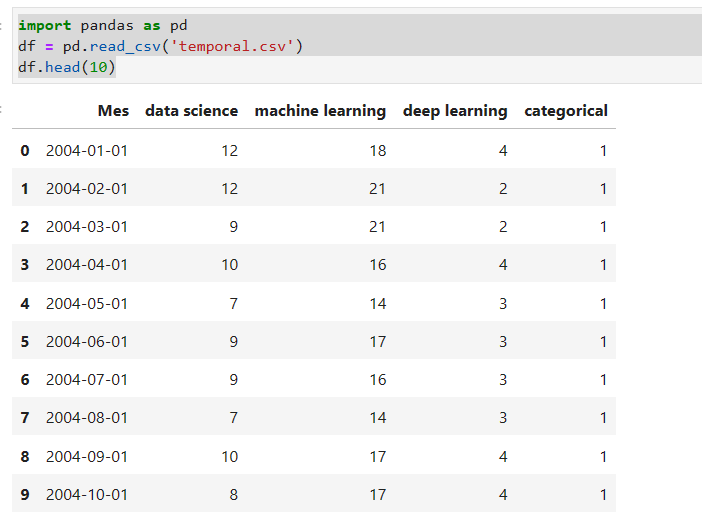 import pandas as pd
df = pd.read_csv('temporal.csv')
df.head(10)
Mes data science machine learning deep learning categorical
0 2004-01-01 12 18 4 1
1 2004-02-01 12 21 2 1
2 2004-03-01 9 21 2 1
3 2004-04-01 10 16 4 1
4 2004-05-01 7 14 3 1
5 2004-06-01 9 17 3 1
6 2004-07-01 9 16 3 1
7 2004-08-01 7 14 3 1
8 2004-09-01 10 17 4 1
9 2004-10-01 8 17 4 1